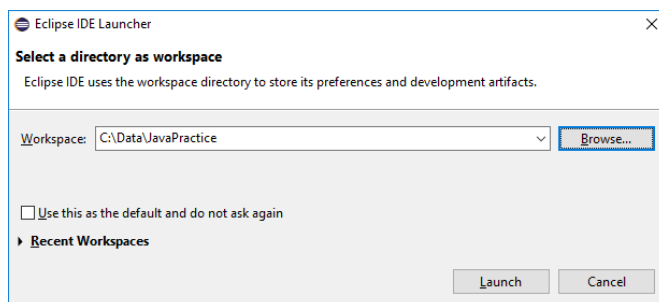 Eclipse IDE Launcher
Select a directory as workspace
Eclipse IDE uses the workspace directory to store its preferences and development artifacts.
Workspace: C:\Data\JavaPractice Browse...
Use this as the default and do not ask again
Recent Workspaces
Launch Cancel